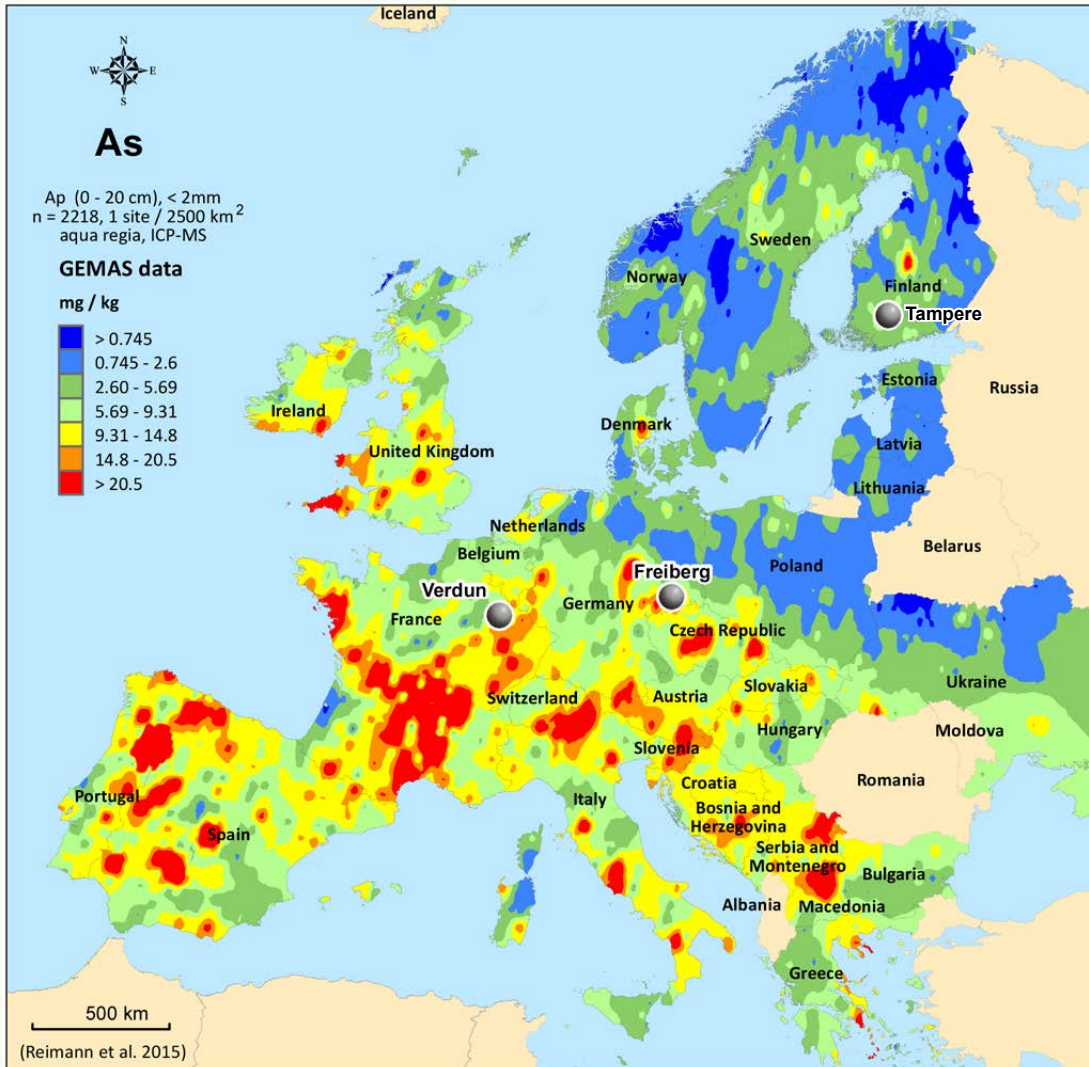 Iceland
N
W E
S
As
Ap (0 - 20 cm), < 2mm
n = 2218, 1 site / 2500 km²
aqua regia, ICP-MS
GEMAS data
mg / kg
> 0.745
0.745 - 2.6
2.60 - 5.69
5.69 - 9.31
9.31 - 14.8
14.8 - 20.5
> 20.5
Sweden
Norway
Finland
Tampere
Russia
Estonia
Latvia
Lithuania
Denmark
Ireland
United Kingdom
Netherlands
Belgium
Poland
Belarus
Verdun
Freiberg
Germany
France
Czech Republic
Ukraine
Slovakia
Switzerland
Austria
Hungary
Moldova
Slovenia
Romania
Croatia
Portugal
Italy
Bosnia and
Herzegovina
Spain
Serbia and
Montenegro
Bulgaria
Albania
Macedonia
Greece
500 km
(Reimann et al. 2015)